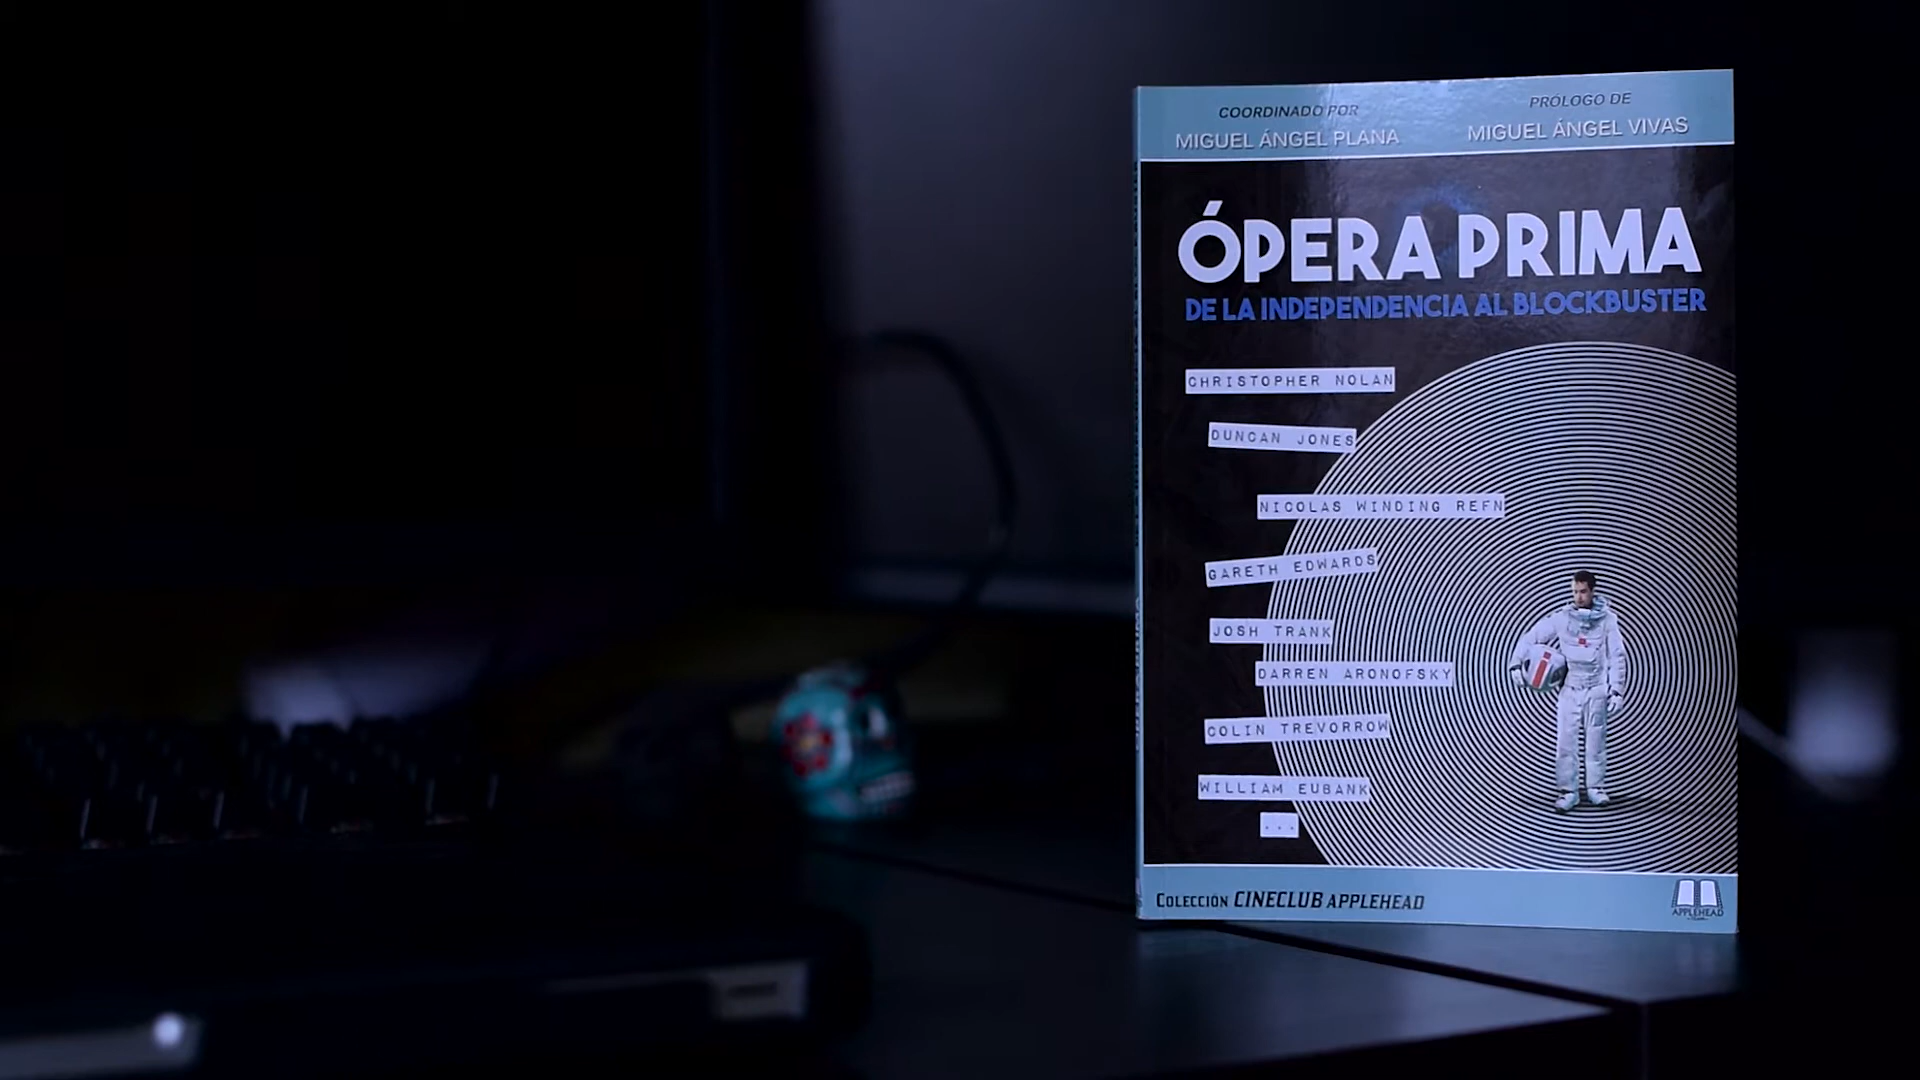 COORDINADO POR
MIGUEL ÁNGEL PLANA
PRÓLOGO DE
MIGUEL ÁNGEL VIVAS
ÓPERA PRIMA
DE LA INDEPENDENCIA AL BLOCKBUSTER
CHRISTOPHER NOLAN
DUNCAN JONES
NICOLAS WINDING REFN
GARETH EDWARDS
JOSH TRANK
DARREN ARONOFSKY
COLIN TREVORROW
WILLIAM EUBANK
...
COLECCIÓN CINECLUB APPLEHEAD
APPLEHEAD